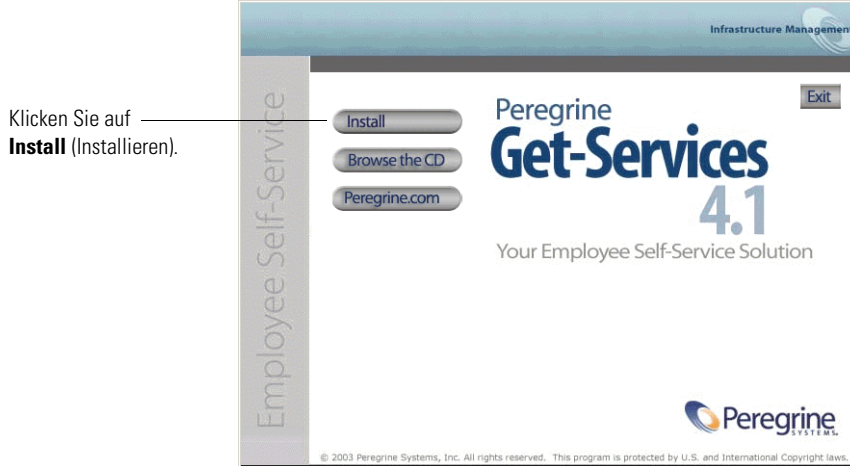 Infrastructure Management
Klicken Sie auf
Install (Installieren).
Employee Self-Service
Install
Browse the CD
Peregrine.com
Exit
Peregrine
Get-Services
4.1
Your Employee Self-Service Solution
Peregrine
SYSTEMS
© 2003 Peregrine Systems, Inc. All rights reserved. This program is protected by U.S. and International Copyright laws.